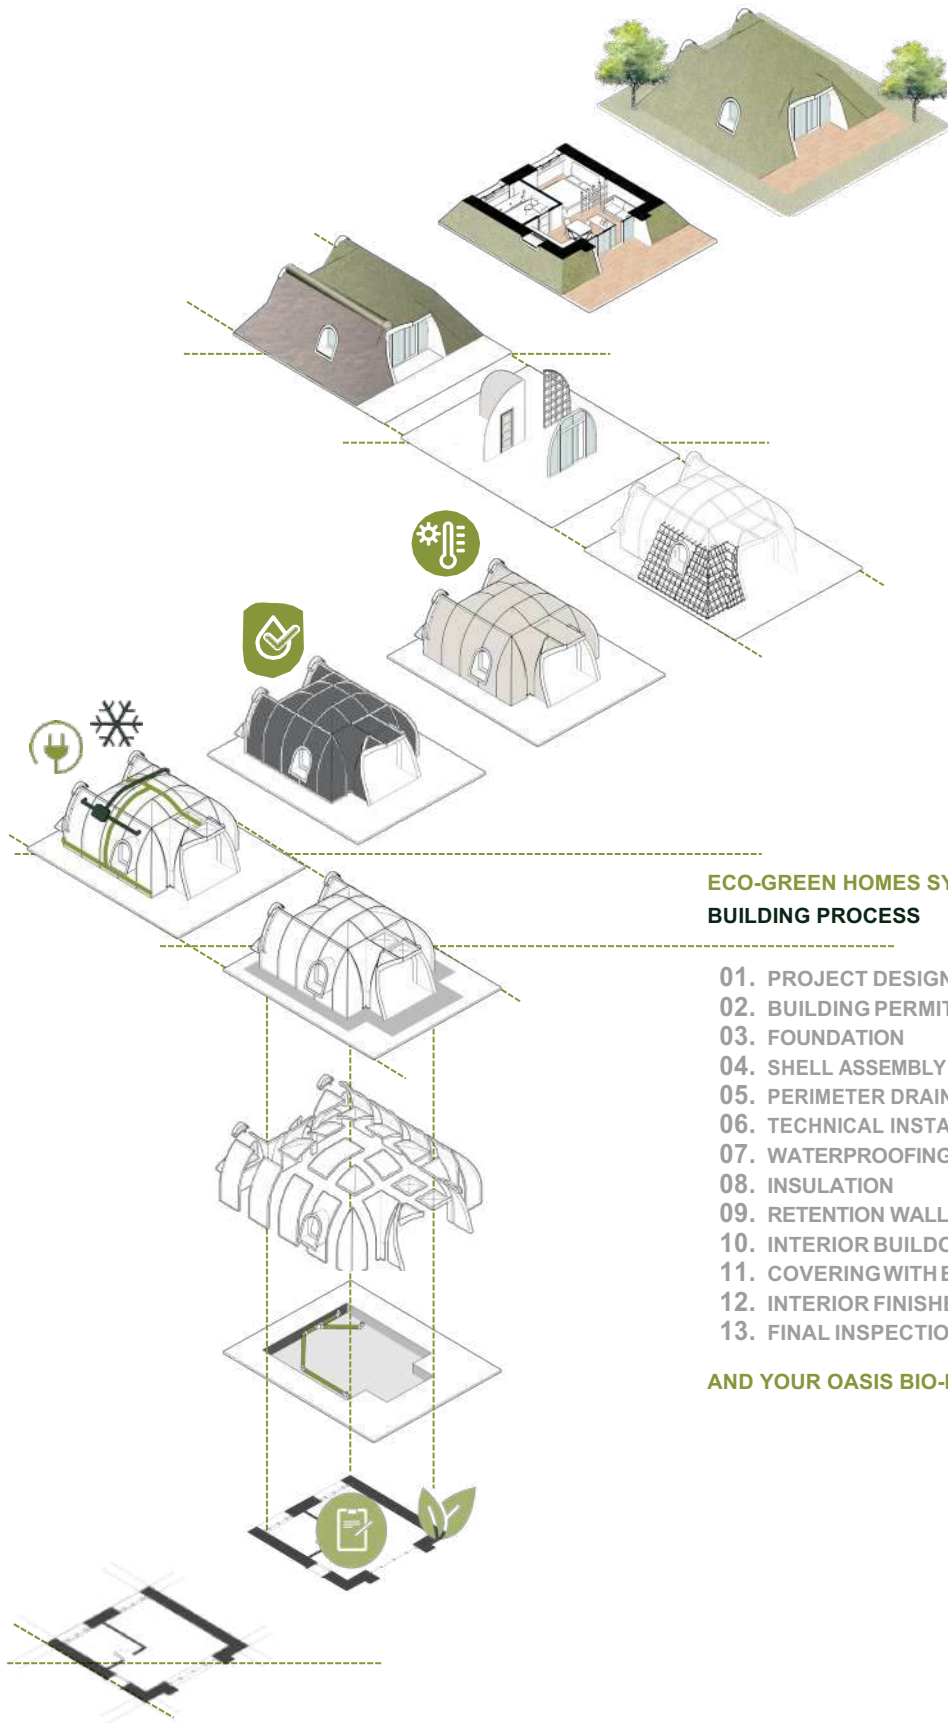 ECO-GREEN HOMES SY
BUILDING PROCESS
01. PROJECT DESIGN
02. BUILDING PERMIT
03. FOUNDATION
04. SHELL ASSEMBLY
05. PERIMETER DRAIN
06. TECHNICAL INSTA
07. WATERPROOFING
08. INSULATION
09. RETENTION WALL
10. INTERIOR BUILDO
11. COVERING WITH E
12. INTERIOR FINISHE
13. FINAL INSPECTIO
AND YOUR OASIS BIO-